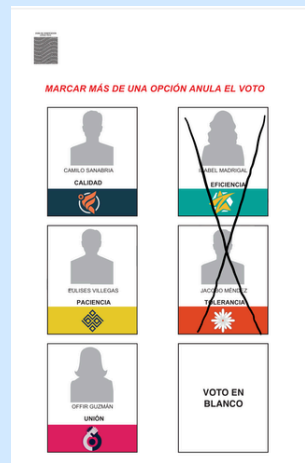 MARCAR MÁS DE UNA OPCIÓN ANULA EL VOTO
CAMILO SANABRIA
CALIDAD
ISABEL MADRIGAL
EFICIENCIA
EULISES VILLEGAS
PACIENCIA
JACOBO MÉNDEZ
TOLERANCIA
OFFIR GUZMÁN
UNIÓN
VOTO EN
BLANCO